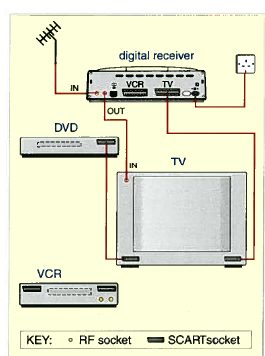 digital receiver
VCR TV
IN
OUT
DVD
IN
TV
VCR
KEY: RF socket SCARTsocket